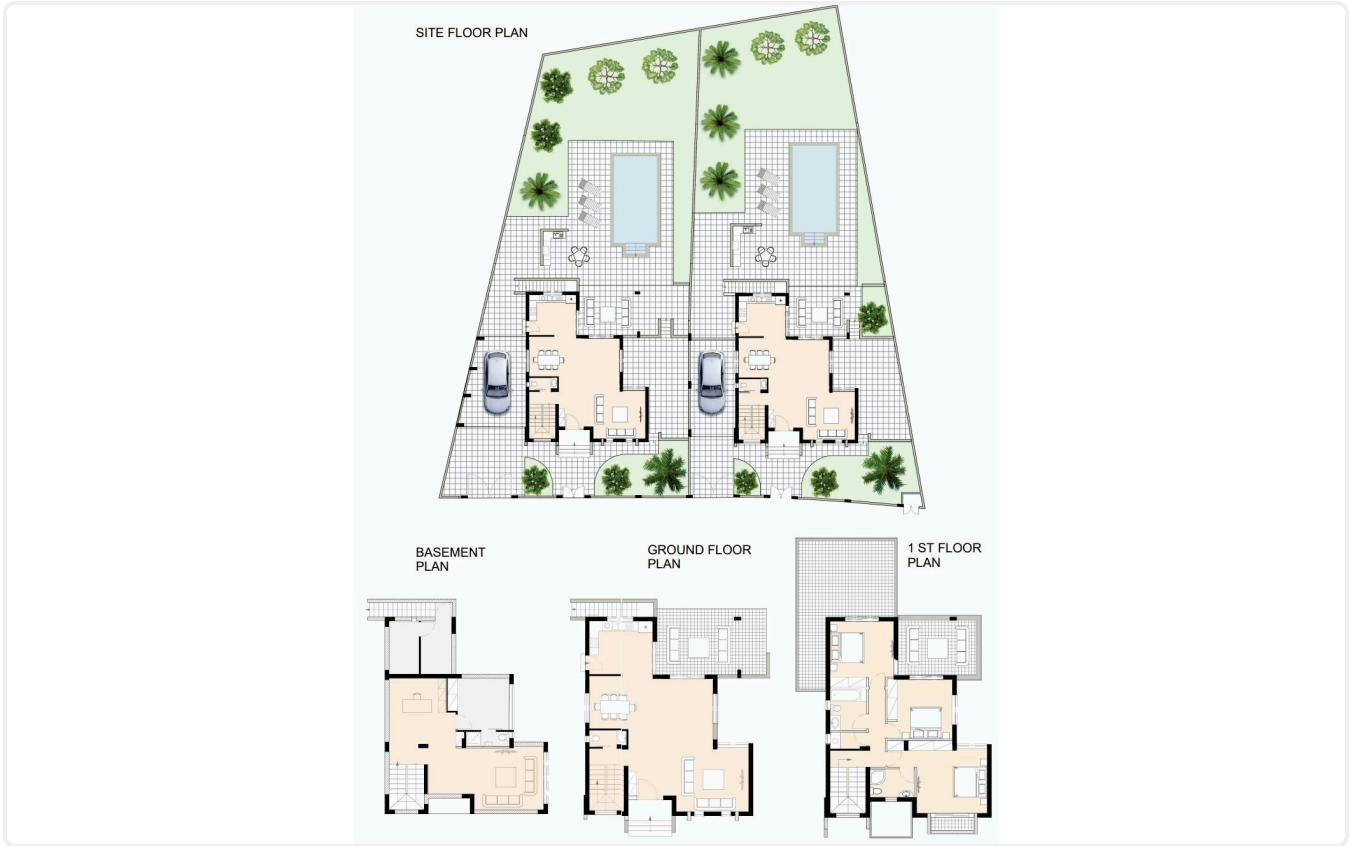 SITE FLOOR PLAN
BASEMENT
PLAN
GROUND FLOOR
PLAN
1 ST FLOOR
PLAN